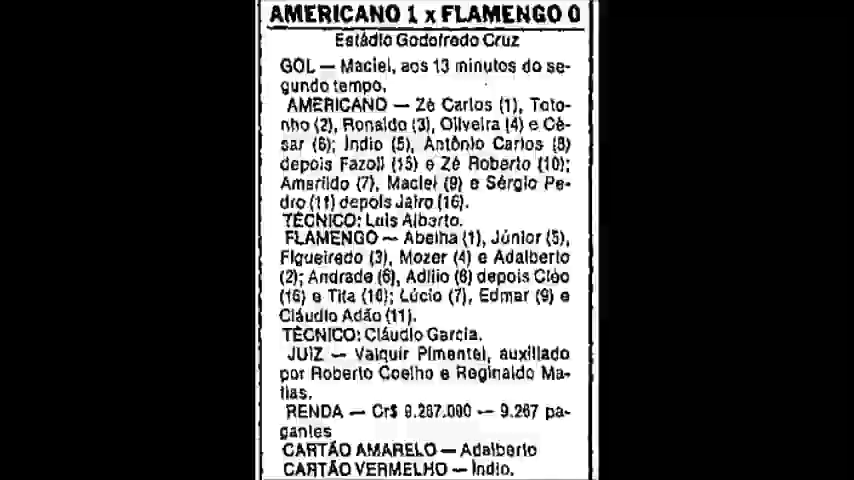 AMERICANO 1 x FLAMENGO 0
Estádio Godofredo Cruz
GOL — Maciel, aos 13 minutos do se-
gundo tempo.
AMERICANO — Zé Carlos (1), Toto-
nho (2), Ronaldo (3), Oliveira (4) e Cé-
sar (6); Índio (5), Antônio Carlos (8)
depois Fazoli (15) e Zé Roberto (10);
Amarildo (7), Maciel (9) e Sérgio Pe-
dro (11) depois Jairo (16).
TÉCNICO: Luis Alberto.
FLAMENGO — Abelha (1), Júnior (5),
Figueiredo (3), Mozer (4) e Adalberto
(2); Andrade (6), Adílio (8) depois Cléo
(16) e Tita (10); Lúcio (7), Edmar (9) e
Cláudio Adão (11).
TÉCNICO: Cláudio Garcia.
JUIZ — Valquir Pimentel, auxiliado
por Roberto Coelho e Reginaldo Ma-
tias.
RENDA — Cr$ 9.267.000 — 9.267 pa-
gantes
CARTÃO AMARELO — Adalberto
CARTÃO VERMELHO — Índio.